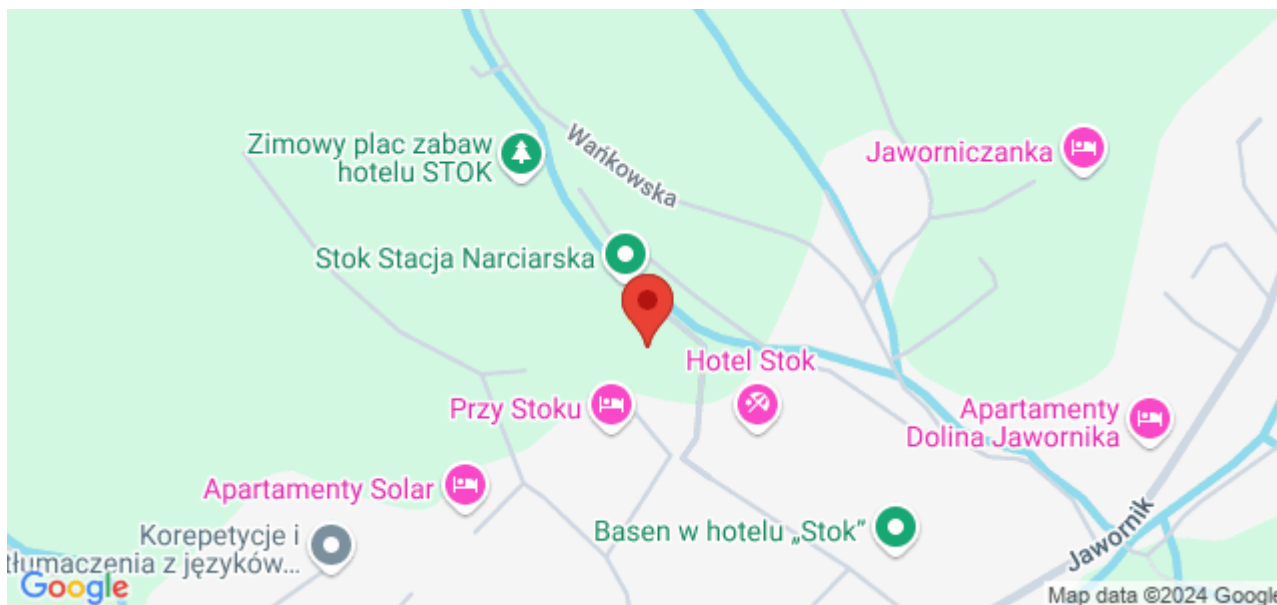 Zimowy plac zabaw
hotelu STOK
Wańkowska
Jaworniczanka
Stok Stacja Narciarska
Hotel Stok
Przy Stoku
Apartamenty
Dolina Jawornika
Apartamenty Solar
Basen w hotelu „Stok”
Korepetycje i
tłumaczenia z języków...
Jawornik
Google
Map data ©2024 Google